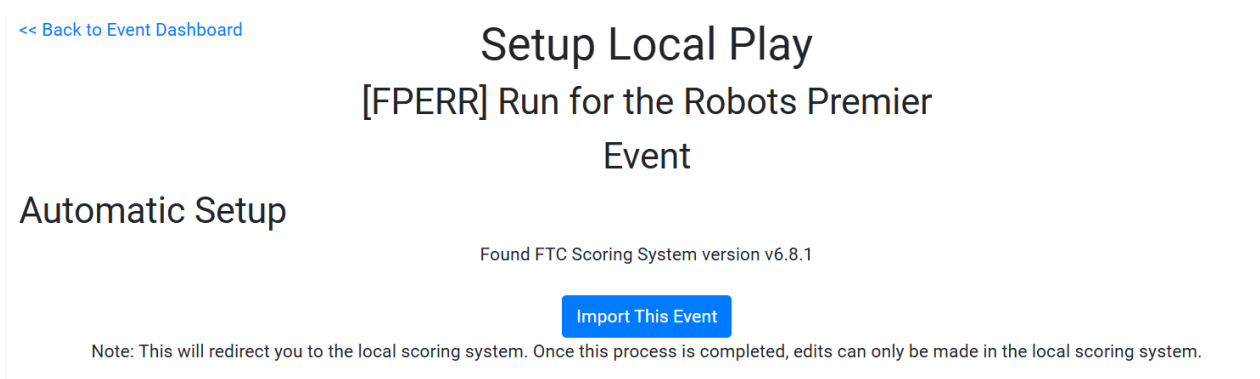 << Back to Event Dashboard
Setup Local Play
[FPERR] Run for the Robots Premier
Event
Automatic Setup
Found FTC Scoring System version v6.8.1
Import This Event
Note: This will redirect you to the local scoring system. Once this process is completed, edits can only be made in the local scoring system.